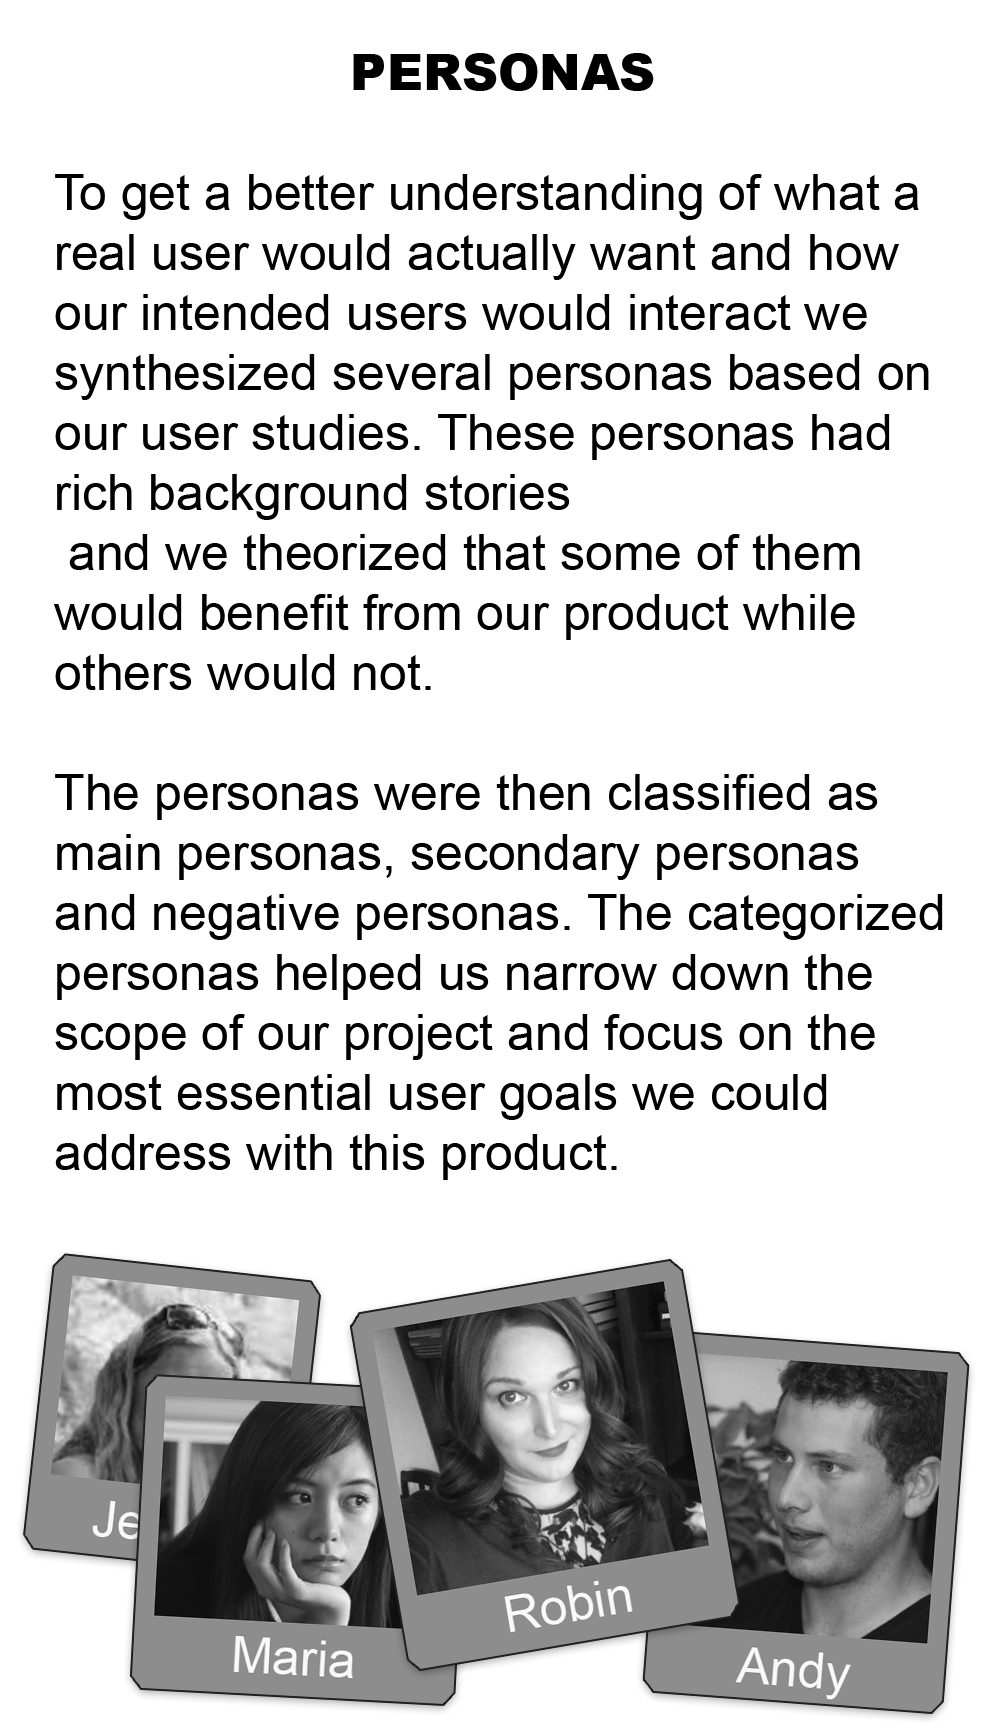 PERSONAS
To get a better understanding of what a
real user would actually want and how
our intended users would interact we
synthesized several personas based on
our user studies. These personas had
rich background stories
and we theorized that some of them
would benefit from our product while
others would not.
The personas were then classified as
main personas, secondary personas
and negative personas. The categorized
personas helped us narrow down the
scope of our project and focus on the
most essential user goals we could
address with this product.
Je
Maria
Robin
Andy